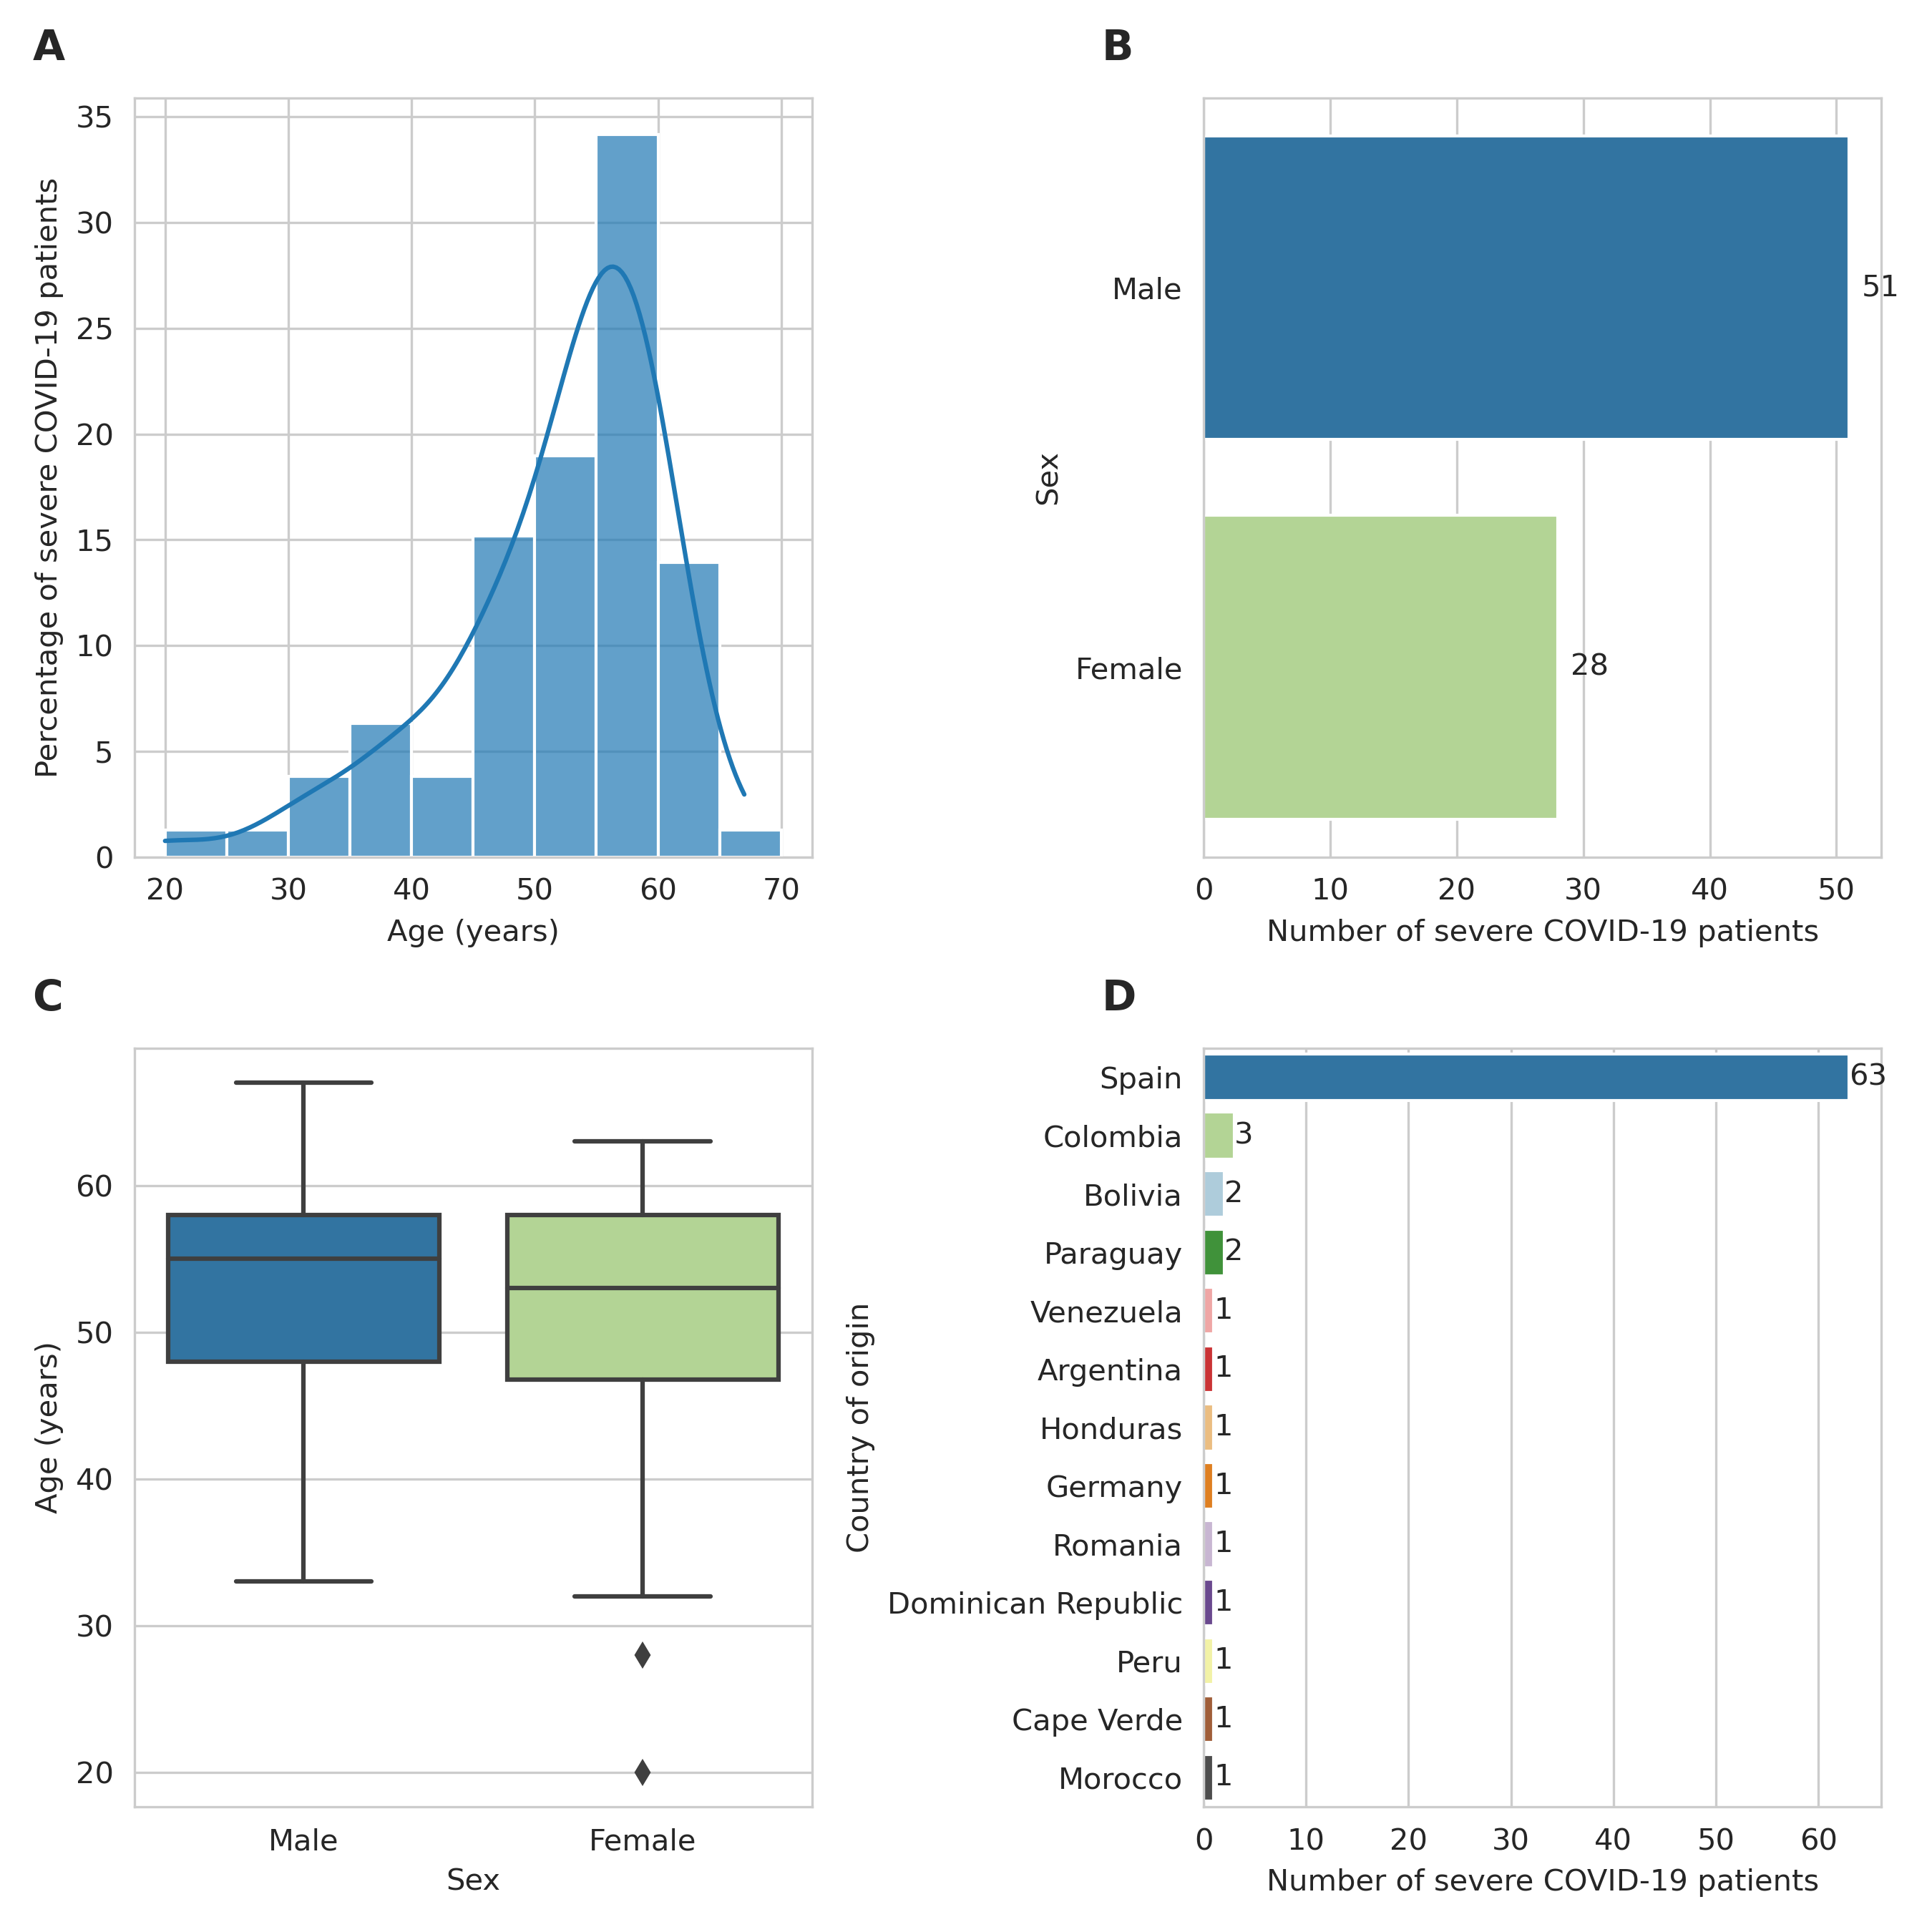 A
35
30
25
20
15
10
5
0
Percentage of severe COVID-19 patients
20 30 40 50 60 70
Age (years)
B
Male
Female
Sex
51
28
0 10 20 30 40 50
Number of severe COVID-19 patients
C
60
50
40
30
20
Age (years)
Male Female
Sex
D
Country of origin
Spain 63
Colombia 3
Bolivia 2
Paraguay 2
Venezuela 1
Argentina 1
Honduras 1
Germany 1
Romania 1
Dominican Republic 1
Peru 1
Cape Verde 1
Morocco 1
0 10 20 30 40 50 60
Number of severe COVID-19 patients